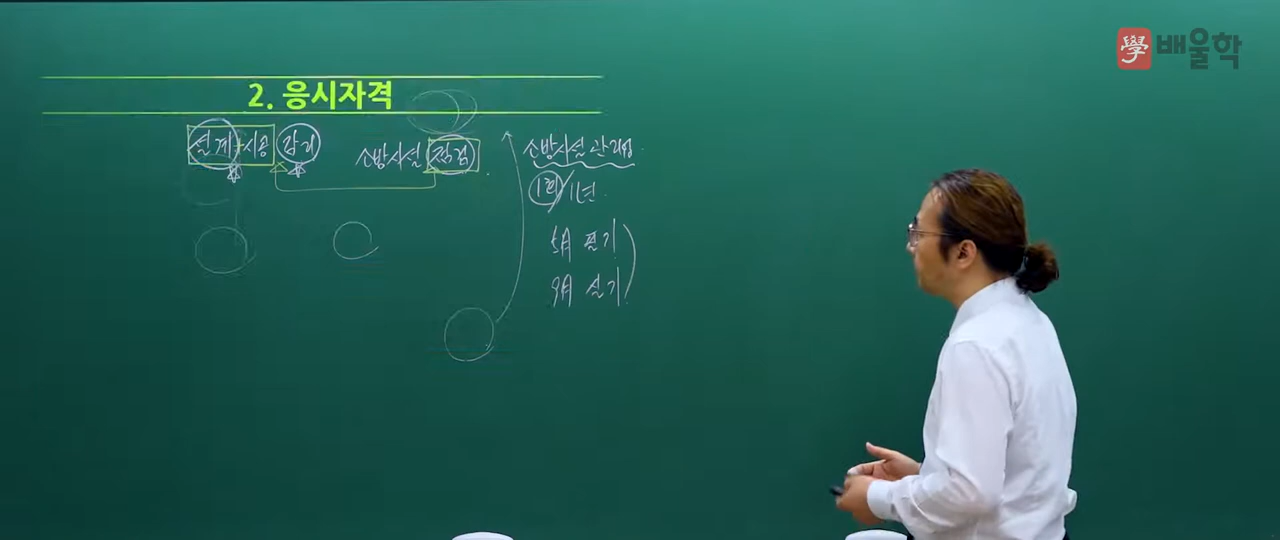 學 배울학
2. 응시자격
설계+시공 감리 소방시설 점검
소방시설관리업.
1회/1년.
5月 필기
9月 실기